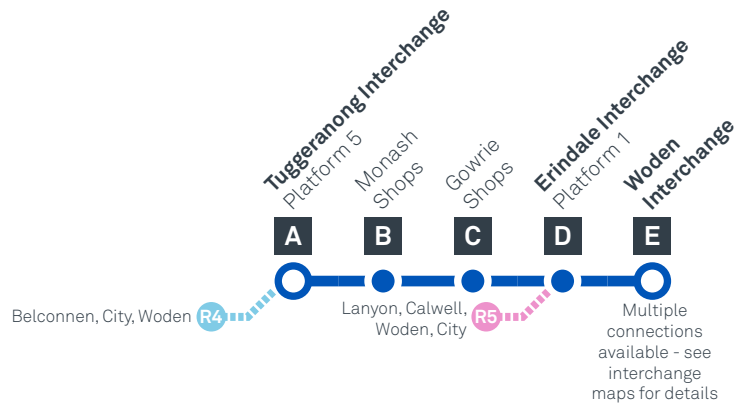 Tuggeranong Interchange
Platform 5
Monash
Shops
Gowrie
Shops
Erindale Interchange
Platform 1
Woden
Interchange
A
B
C
D
E
Belconnen, City, Woden
R4
Lanyon, Calwell,
Woden, City
R5
Multiple
connections
available - see
interchange
maps for details